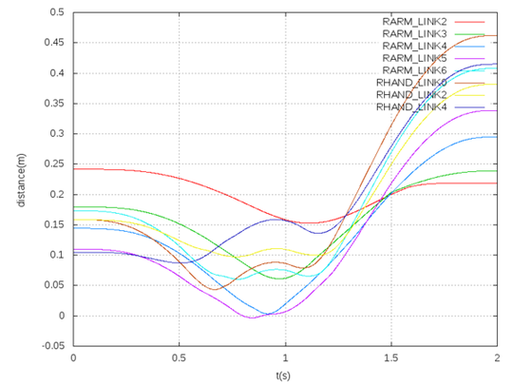 0.5
0.45
0.4
0.35
0.3
0.25
0.2
0.15
0.1
0.05
0
-0.05
distance(m)
RARM_LINK2
RARM_LINK3
RARM_LINK4
RARM_LINK5
RARM_LINK6
RHAND_LINK0
RHAND_LINK2
RHAND_LINK4
0 0.5 1 1.5 2
t(s)